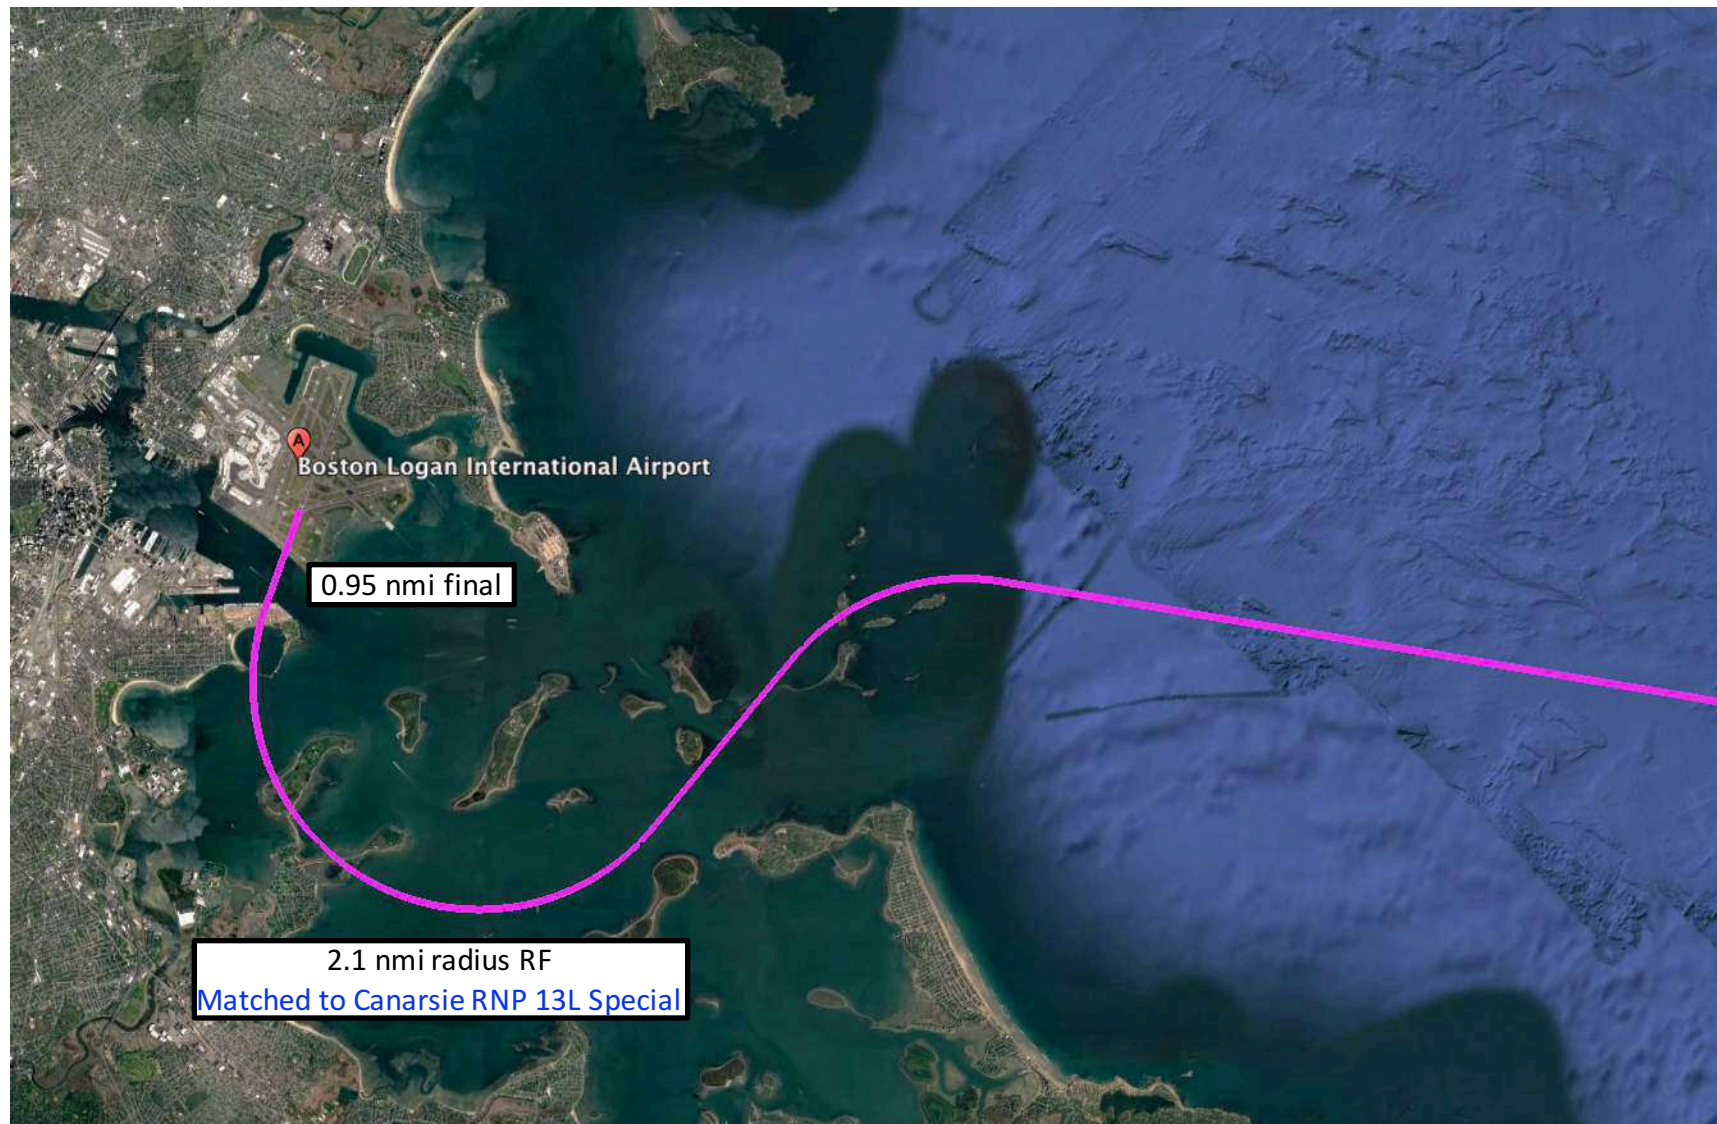 A
Boston Logan International Airport
0.95 nmi final
2.1 nmi radius RF
Matched to Canarsie RNP 13L Special